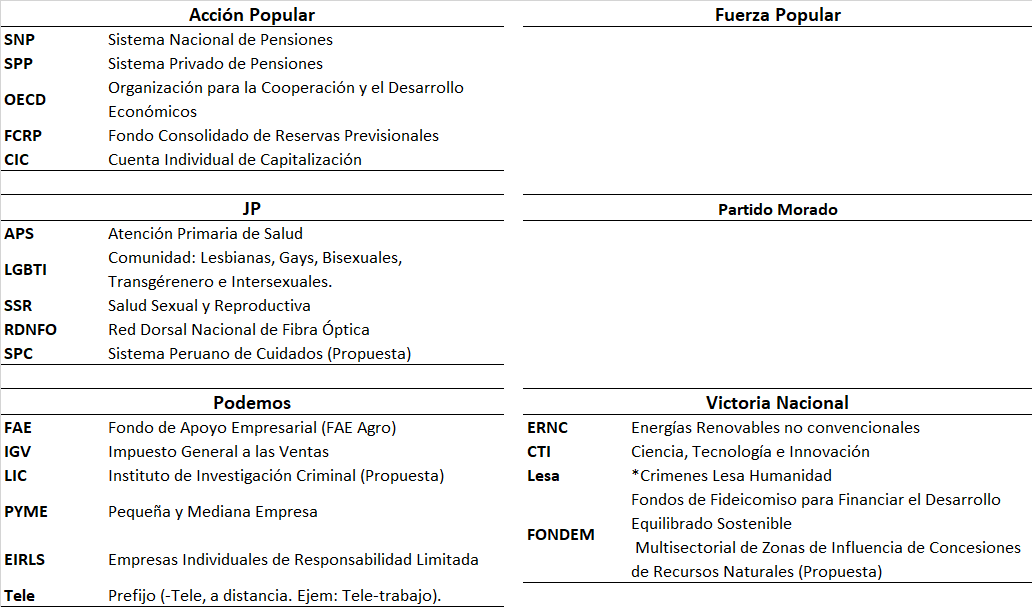 Acción Popular
SNP Sistema Nacional de Pensiones
SPP Sistema Privado de Pensiones
OECD Organización para la Cooperación y el Desarrollo
Económicos
FCRP Fondo Consolidado de Reservas Previsionales
CIC Cuenta Individual de Capitalización
Fuerza Popular
JP
APS Atención Primaria de Salud
LGBTI Comunidad: Lesbianas, Gays, Bisexuales,
Transgérenero e Intersexuales.
SSR Salud Sexual y Reproductiva
RDNFO Red Dorsal Nacional de Fibra Óptica
SPC Sistema Peruano de Cuidados (Propuesta)
Partido Morado
Podemos
FAE Fondo de Apoyo Empresarial (FAE Agro)
IGV Impuesto General a las Ventas
LIC Instituto de Investigación Criminal (Propuesta)
PYME Pequeña y Mediana Empresa
EIRLS Empresas Individuales de Responsabilidad Limitada
Tele Prefijo (-Tele, a distancia. Ejem: Tele-trabajo).
Victoria Nacional
ERNC Energías Renovables no convencionales
CTI Ciencia, Tecnología e Innovación
Lesa *Crimenes Lesa Humanidad
FONDEM Fondos de Fideicomiso para Financiar el Desarrollo
Equilibrado Sostenible
Multisectorial de Zonas de Influencia de Concesiones
de Recursos Naturales (Propuesta)